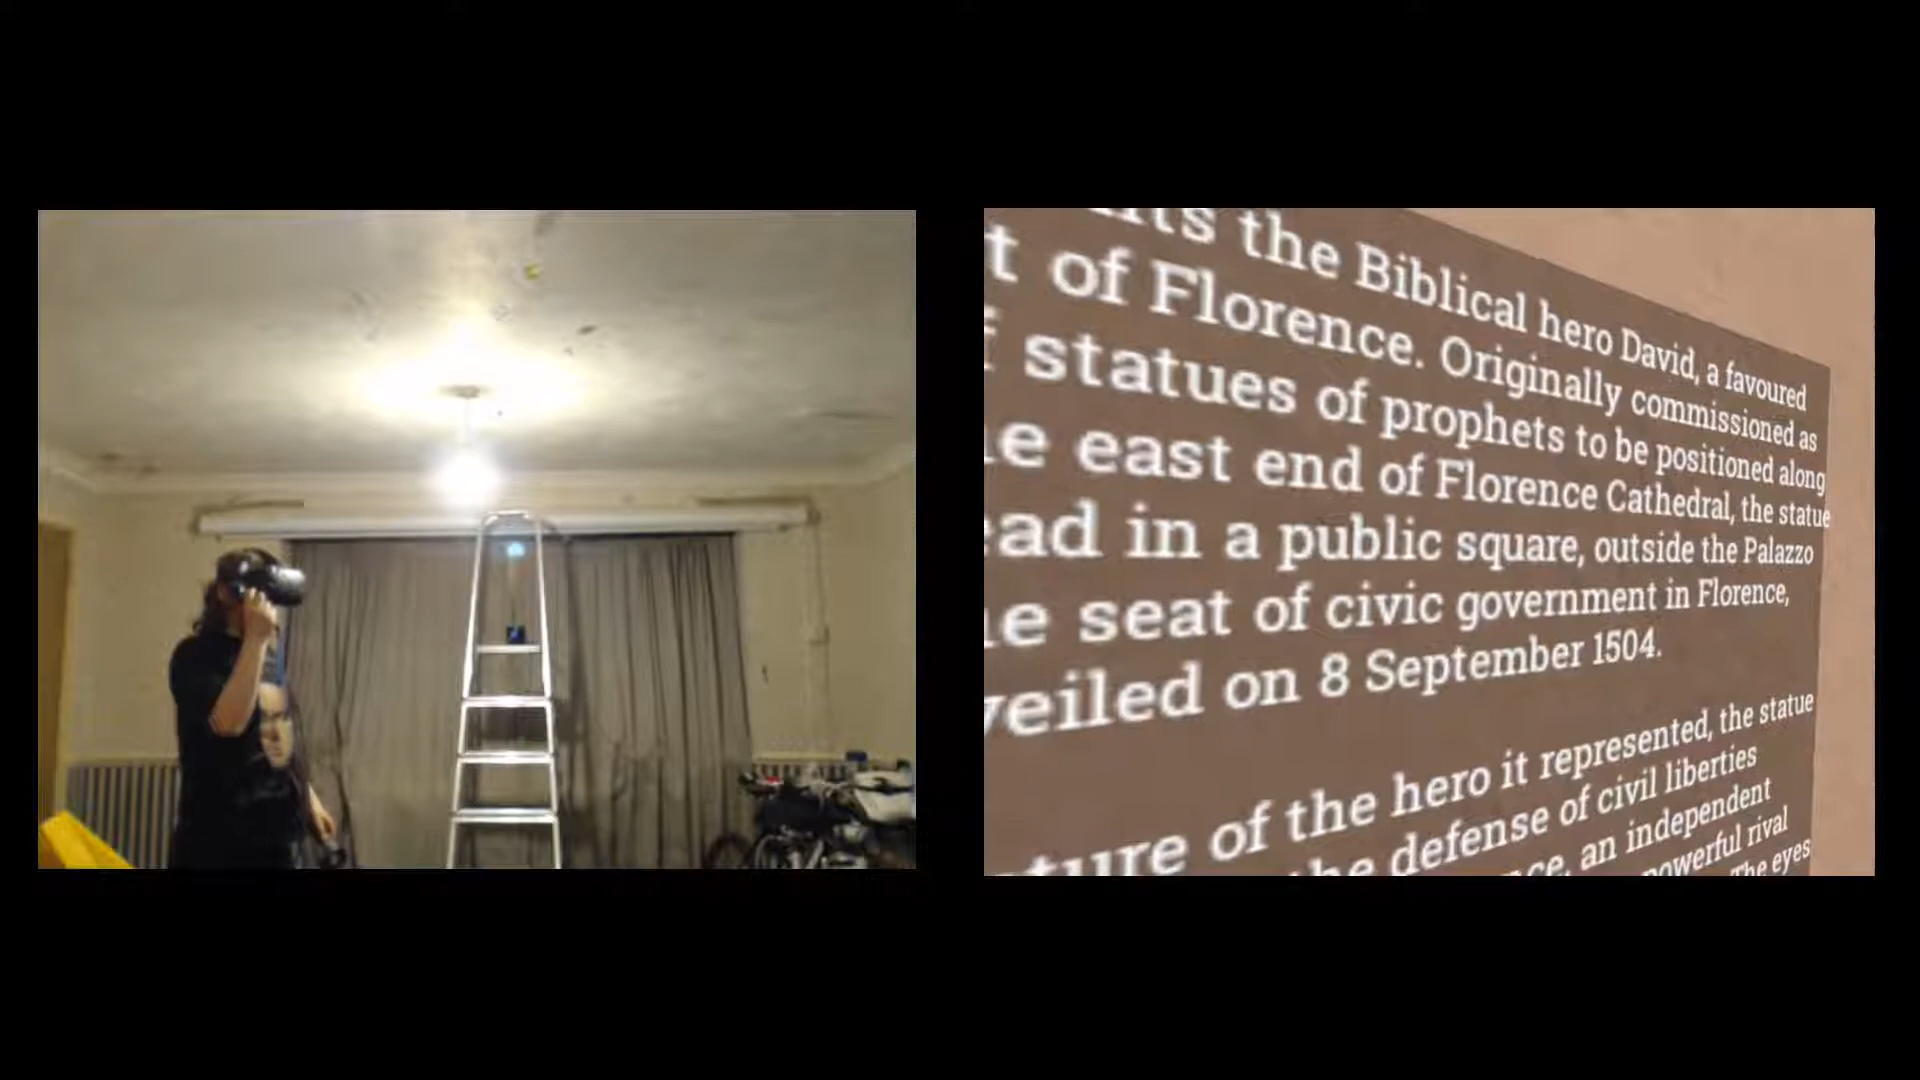 the Biblical hero David, a favoured
of Florence. Originally commissioned as
statues of prophets to be positioned along
east end of Florence Cathedral, the statue
in a public square, outside the Palazzo
seat of civic government in Florence,
on 8 September 1504.
of the hero it represented, the statue
the defense of civil liberties
an independent
powerful rival
The eyes